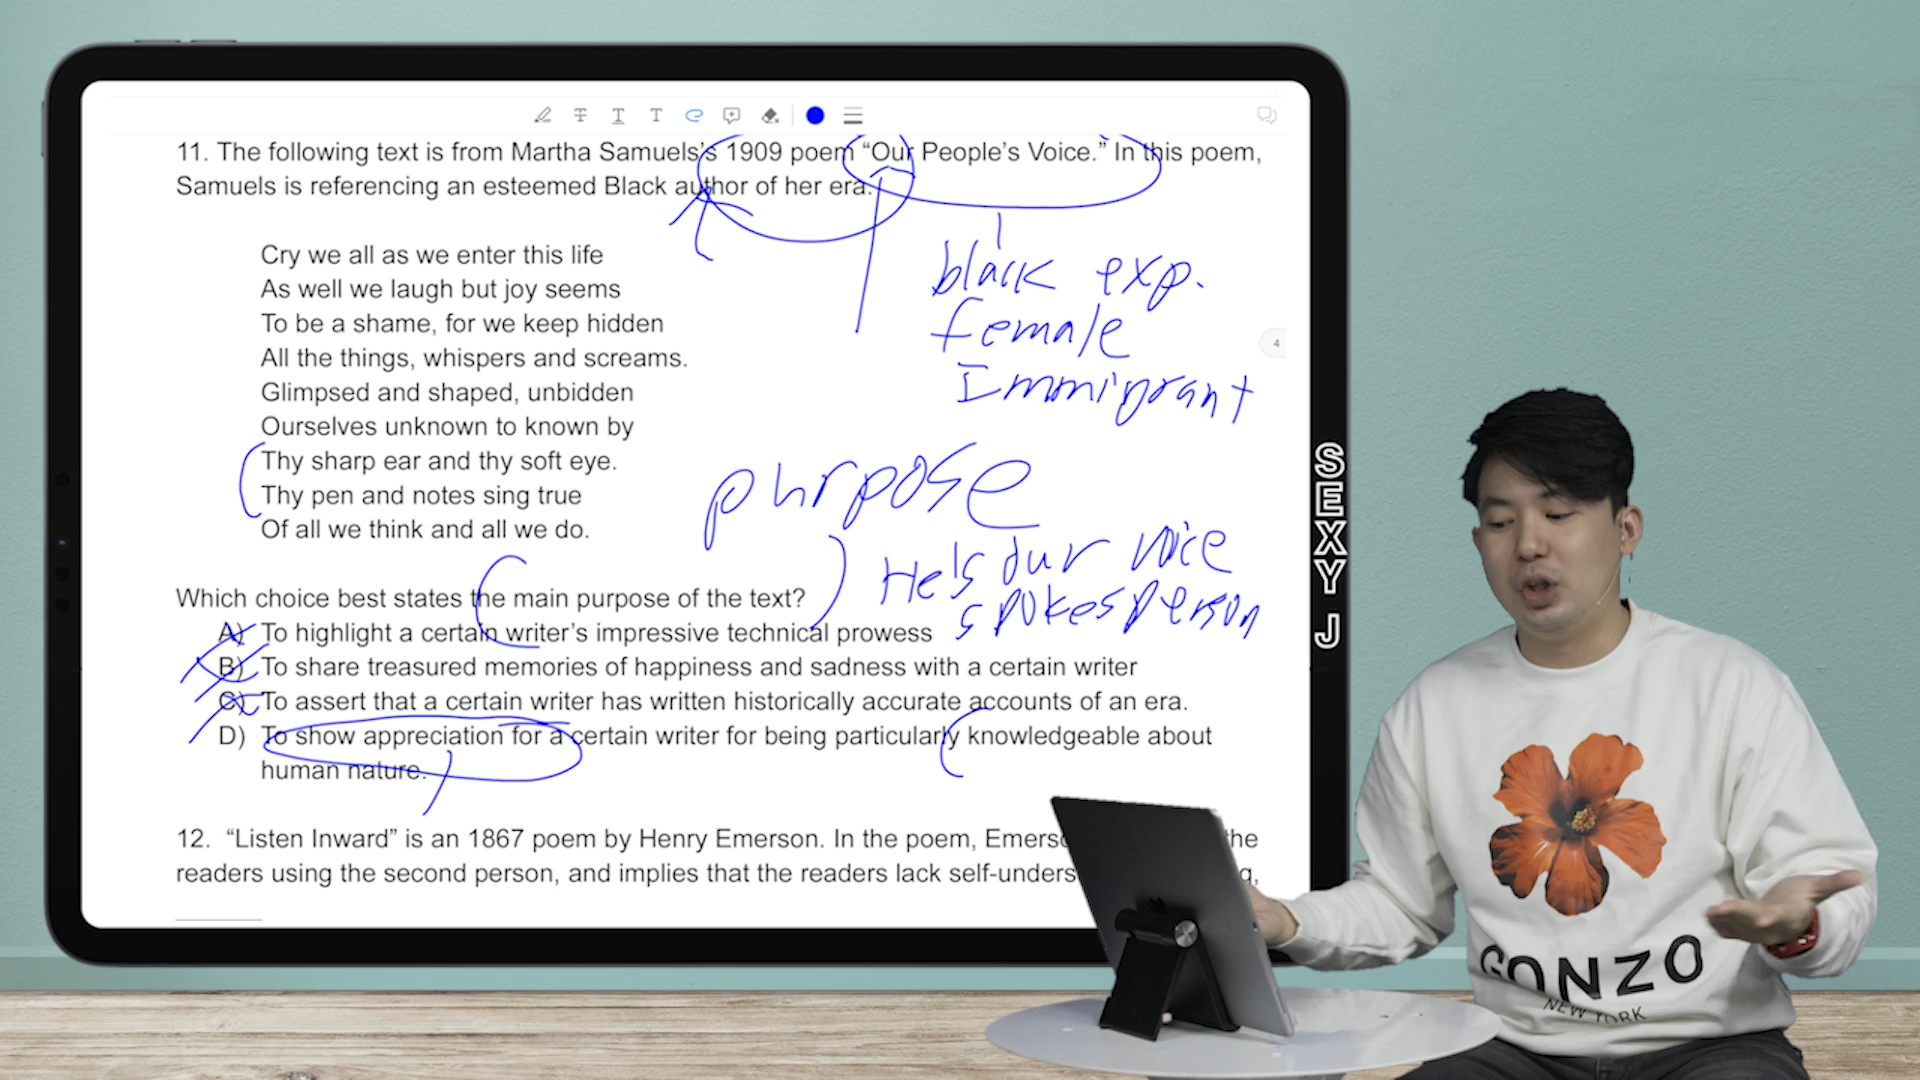 11. The following text is from Martha Samuels's 1909 poem “Our People's Voice.” In this poem,
Samuels is referencing an esteemed Black author of her era.
Cry we all as we enter this life
As well we laugh but joy seems
To be a shame, for we keep hidden
All the things, whispers and screams.
Glimpsed and shaped, unbidden
Ourselves unknown to known by
Thy sharp ear and thy soft eye.
Thy pen and notes sing true
Of all we think and all we do.
black exp.
female
Immigrant
purpose
He's our voice
spokesperson
Which choice best states the main purpose of the text?
A) To highlight a certain writer's impressive technical prowess
B) To share treasured memories of happiness and sadness with a certain writer
C) To assert that a certain writer has written historically accurate accounts of an era.
D) To show appreciation for a certain writer for being particularly knowledgeable about
human nature.
12. “Listen Inward” is an 1867 poem by Henry Emerson. In the poem, the
readers using the second person, and implies that the readers lack
4
SEXY J
GONZO
NEW YORK